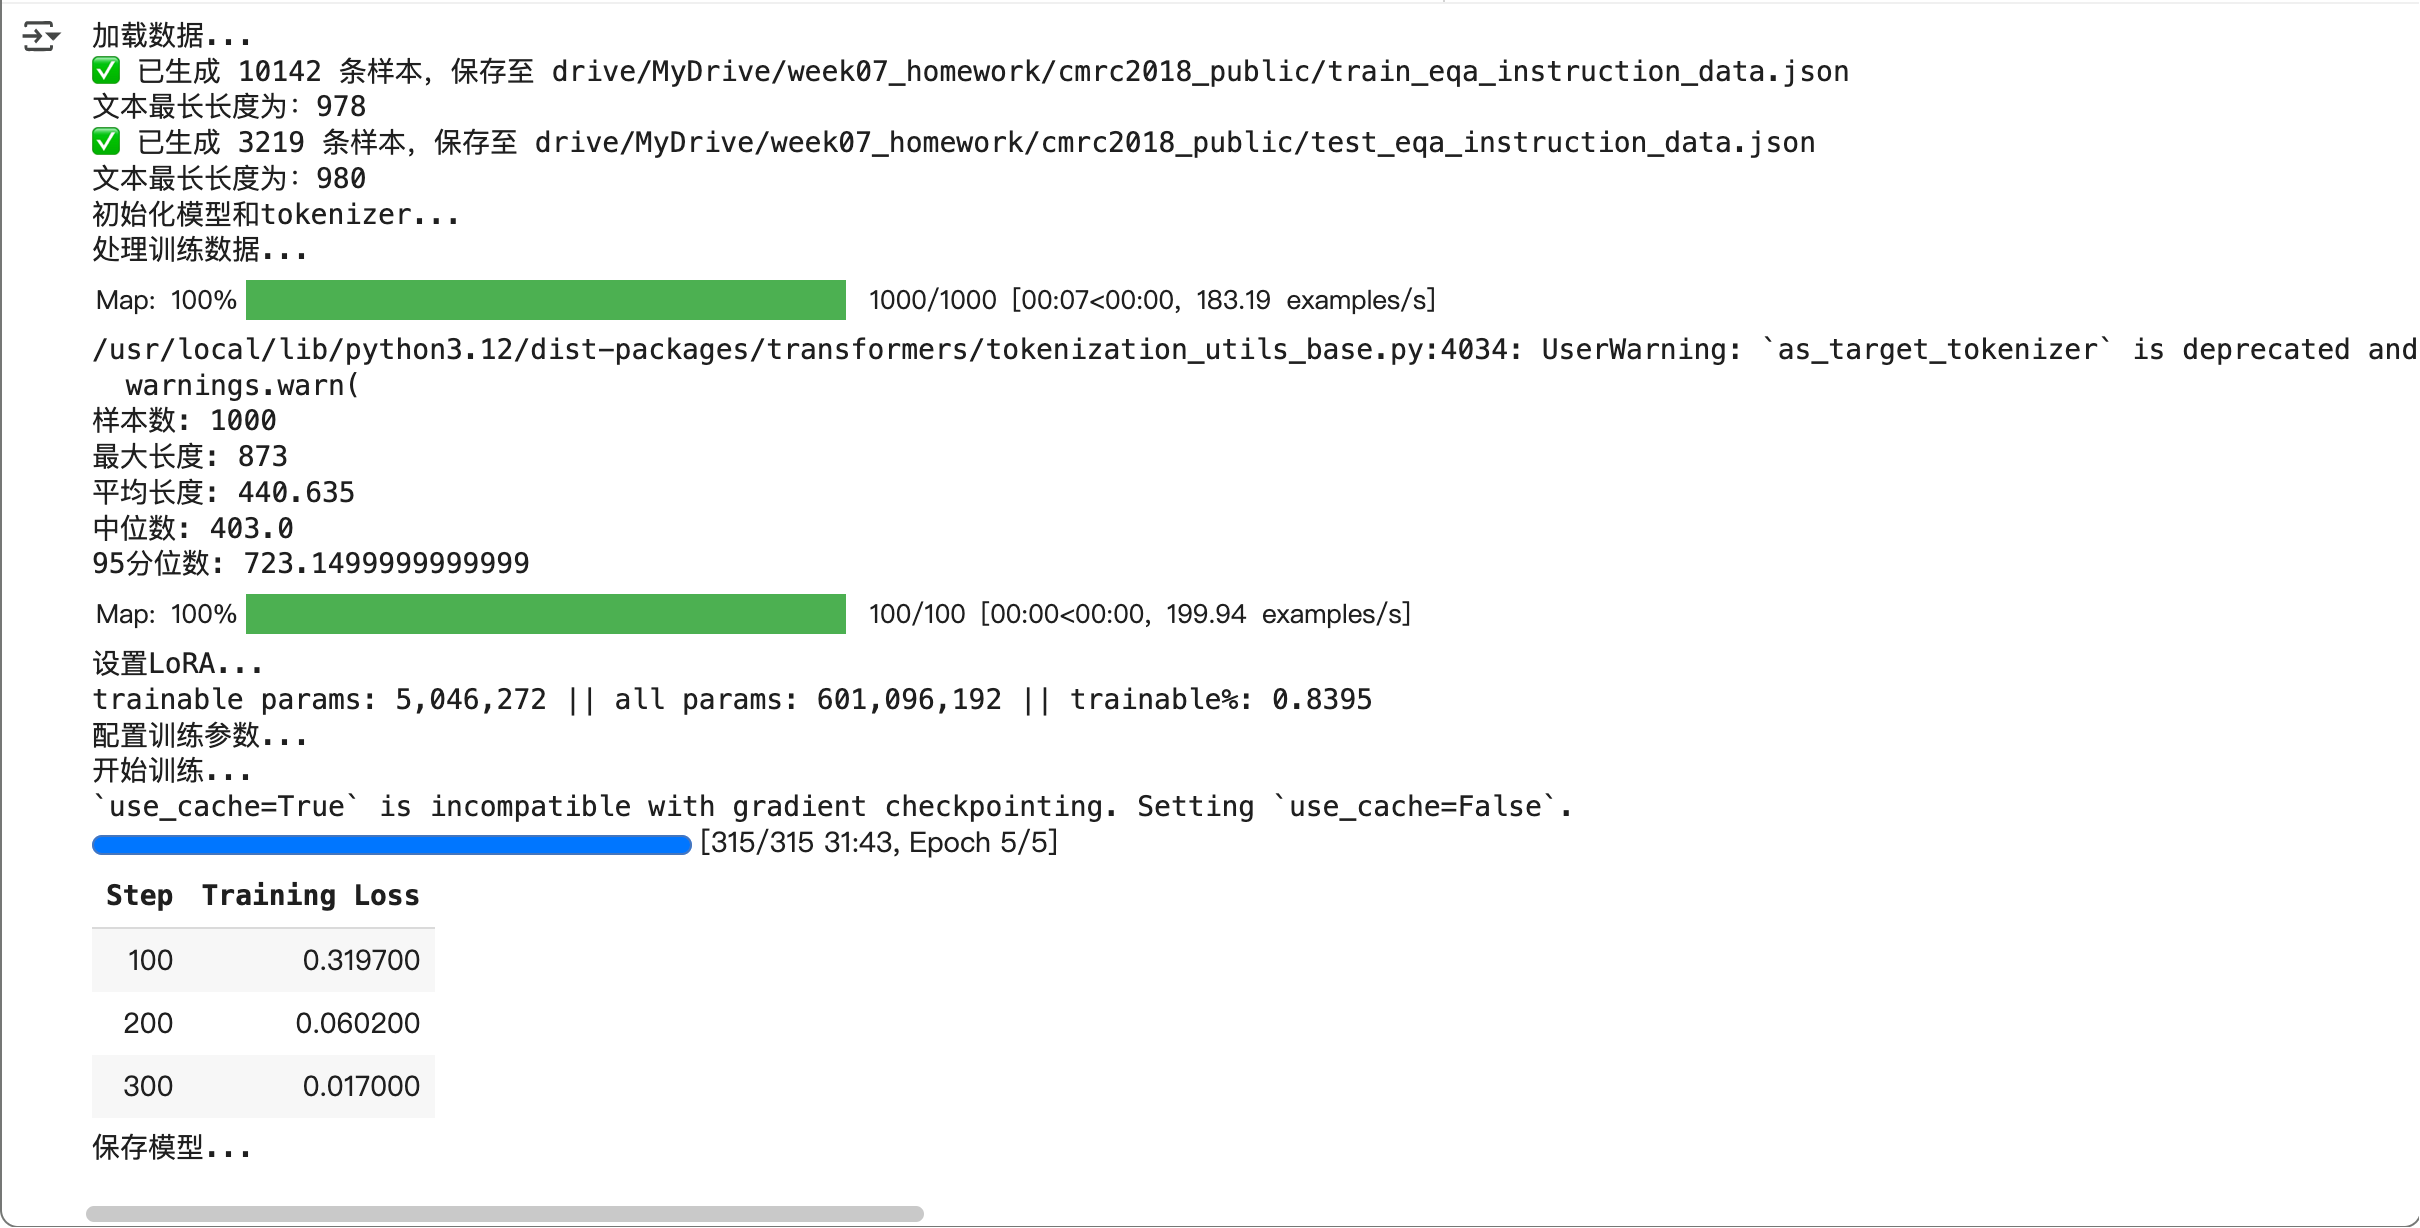 加载数据...
✅ 已生成 10142 条样本，保存至 drive/MyDrive/week07_homework/cmrc2018_public/train_eqa_instruction_data.json
文本最长长度为：978
✅ 已生成 3219 条样本，保存至 drive/MyDrive/week07_homework/cmrc2018_public/test_eqa_instruction_data.json
文本最长长度为：980
初始化模型和tokenizer...
处理训练数据...
Map: 100% 1000/1000 [00:07<00:00, 183.19 examples/s]
/usr/local/lib/python3.12/dist-packages/transformers/tokenization_utils_base.py:4034: UserWarning: `as_target_tokenizer` is deprecated and
  warnings.warn(
样本数: 1000
最大长度: 873
平均长度: 440.635
中位数: 403.0
95分位数: 723.1499999999999
Map: 100% 100/100 [00:00<00:00, 199.94 examples/s]
设置LoRA...
trainable params: 5,046,272 || all params: 601,096,192 || trainable%: 0.8395
配置训练参数...
开始训练...
`use_cache=True` is incompatible with gradient checkpointing. Setting `use_cache=False`.
[315/315 31:43, Epoch 5/5]
Step Training Loss
100 0.319700
200 0.060200
300 0.017000
保存模型...